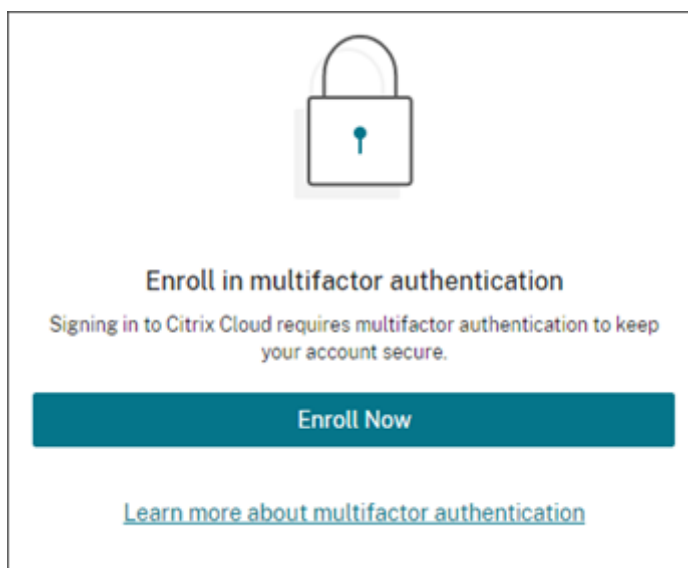 Enroll in multifactor authentication
Signing in to Citrix Cloud requires multifactor authentication to keep
your account secure.
Enroll Now
Learn more about multifactor authentication